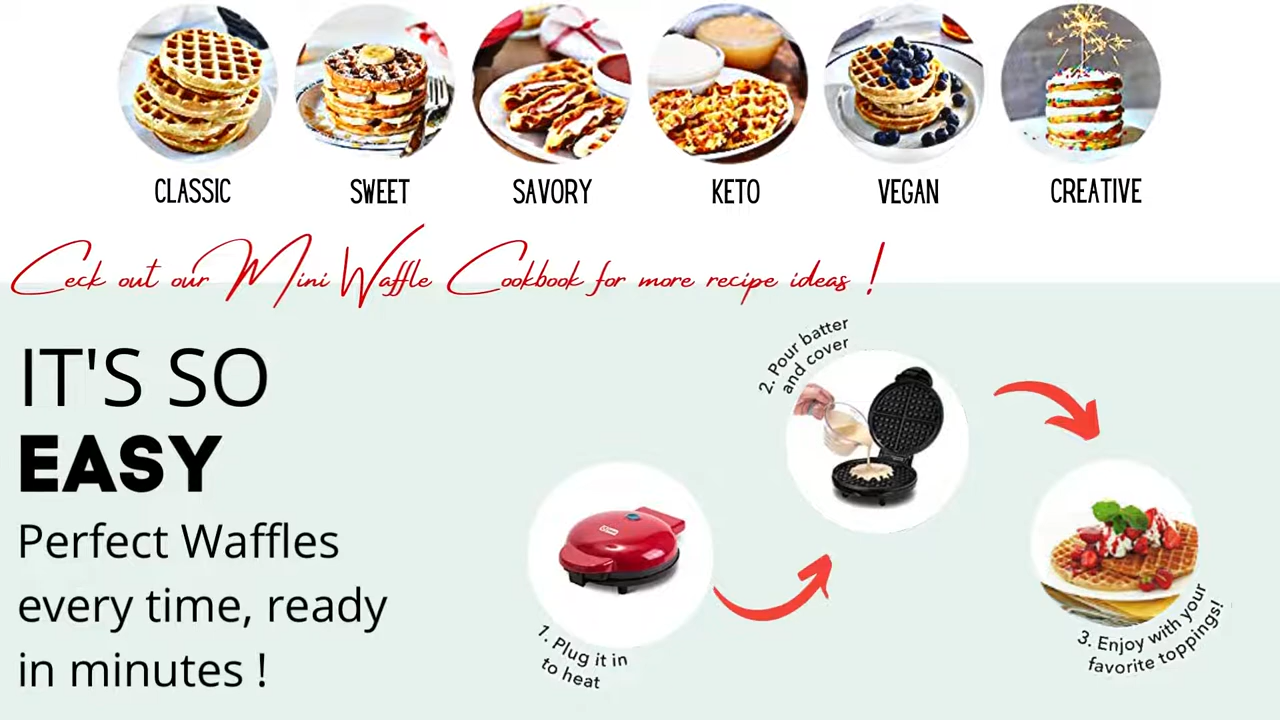 CLASSIC SWEET SAVORY KETO VEGAN CREATIVE
Ceck out our Mini Waffle Cookbook for more recipe ideas !
IT'S SO
EASY
Perfect Waffles
every time, ready
in minutes !
1. Plug it in
to heat
2. Pour batter
and cover
3. Enjoy with your
favorite toppings!